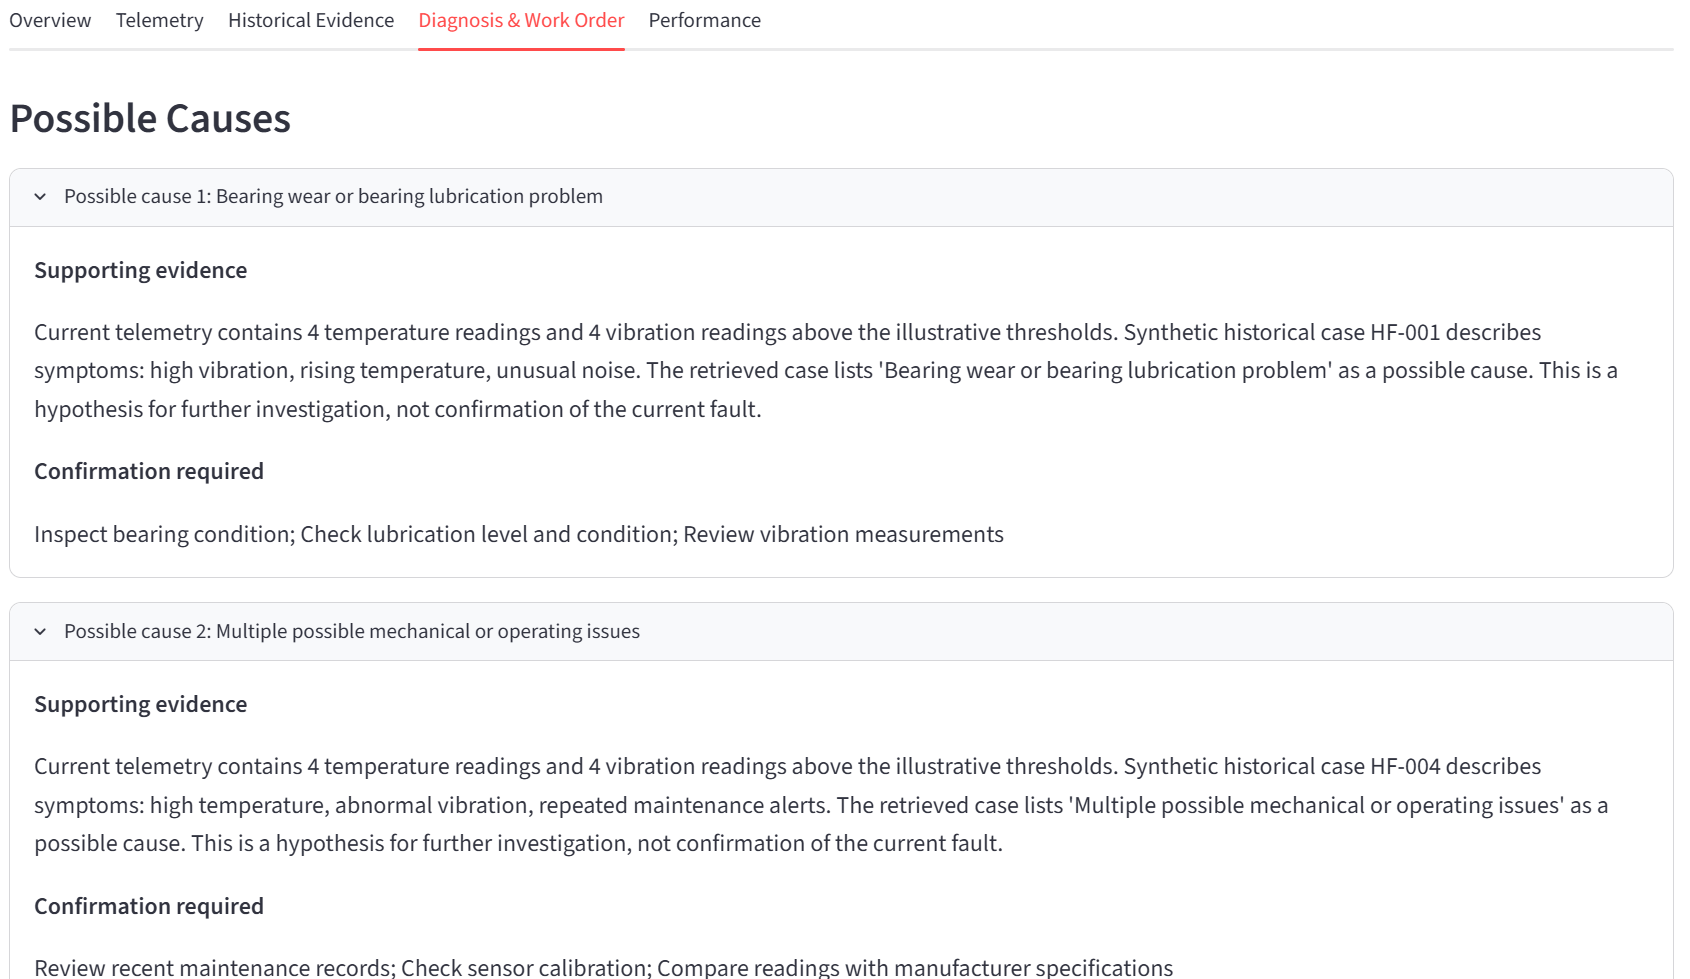 Overview Telemetry Historical Evidence Diagnosis & Work Order Performance
Possible Causes
Possible cause 1: Bearing wear or bearing lubrication problem
Supporting evidence
Current telemetry contains 4 temperature readings and 4 vibration readings above the illustrative thresholds. Synthetic historical case HF-001 describes
symptoms: high vibration, rising temperature, unusual noise. The retrieved case lists 'Bearing wear or bearing lubrication problem' as a possible cause. This is a
hypothesis for further investigation, not confirmation of the current fault.
Confirmation required
Inspect bearing condition; Check lubrication level and condition; Review vibration measurements
Possible cause 2: Multiple possible mechanical or operating issues
Supporting evidence
Current telemetry contains 4 temperature readings and 4 vibration readings above the illustrative thresholds. Synthetic historical case HF-004 describes
symptoms: high temperature, abnormal vibration, repeated maintenance alerts. The retrieved case lists 'Multiple possible mechanical or operating issues' as a
possible cause. This is a hypothesis for further investigation, not confirmation of the current fault.
Confirmation required
Review recent maintenance records; Check sensor calibration; Compare readings with manufacturer specifications